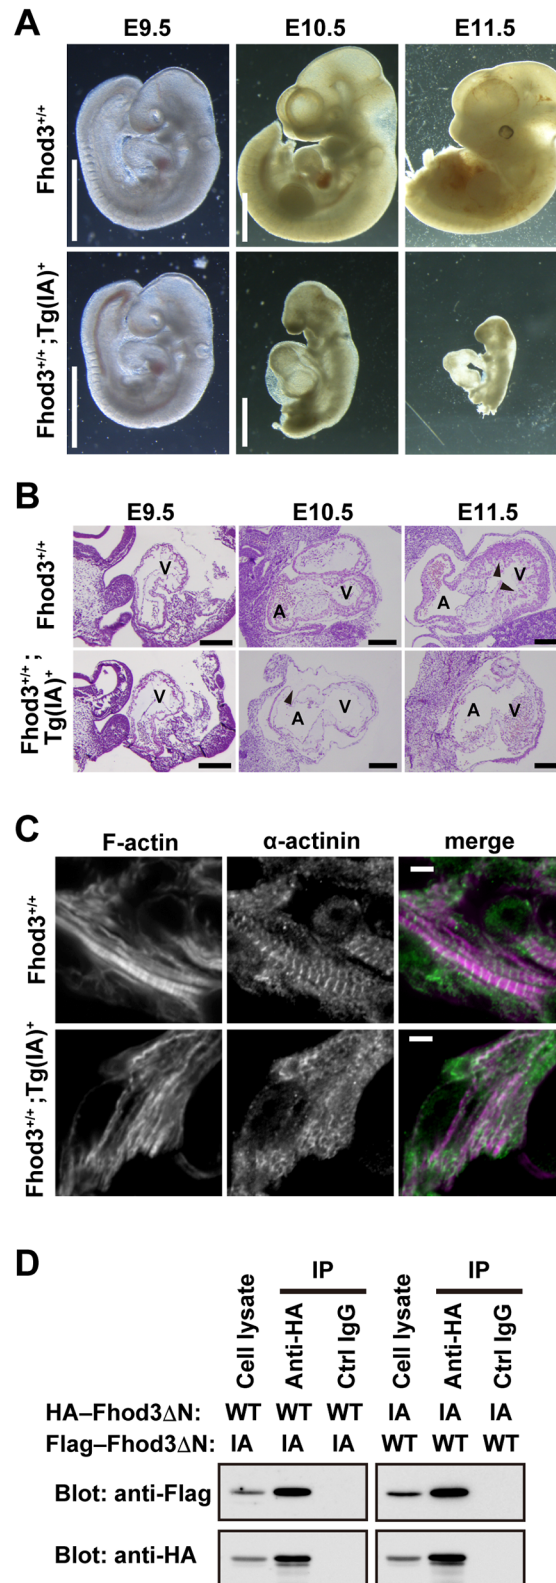 A
E9.5 E10.5 E11.5
Fhod3+/+
Fhod3+/+;Tg(IA)+
B
E9.5 E10.5 E11.5
Fhod3+/+
V A V A V
Fhod3+/+;
Tg(IA)+
V A V A V
C
F-actin α-actinin merge
Fhod3+/+
Fhod3+/+;Tg(IA)+
D
IP
IP
Cell lysate Anti-HA Ctrl IgG Cell lysate Anti-HA Ctrl IgG
HA–Fhod3ΔN: WT WT WT IA IA IA
Flag–Fhod3ΔN: IA IA IA WT WT WT
Blot: anti-Flag
Blot: anti-HA